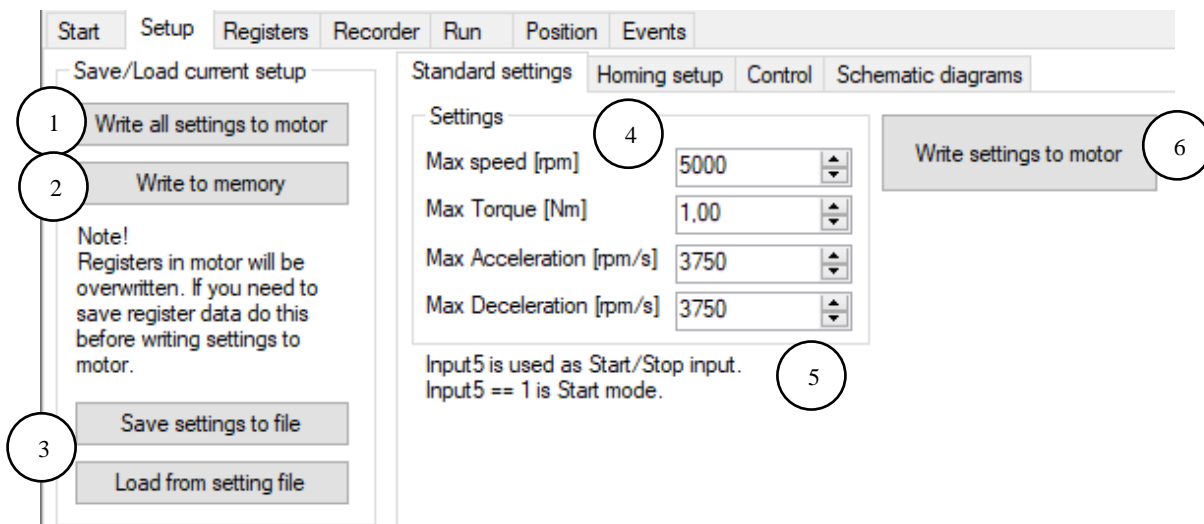 Start Setup Registers Recorder Run Position Events
Save/Load current setup
1 Write all settings to motor
2 Write to memory
Note!
Registers in motor will be
overwritten. If you need to
save register data do this
before writing settings to
motor.
3
Save settings to file
Load from setting file
Standard settings Homing setup Control Schematic diagrams
Settings
4
Max speed [rpm] 5000
Max Torque [Nm] 1,00
Max Acceleration [rpm/s] 3750
Max Deceleration [rpm/s] 3750
Input5 is used as Start/Stop input.
Input5 == 1 is Start mode.
5
Write settings to motor 6